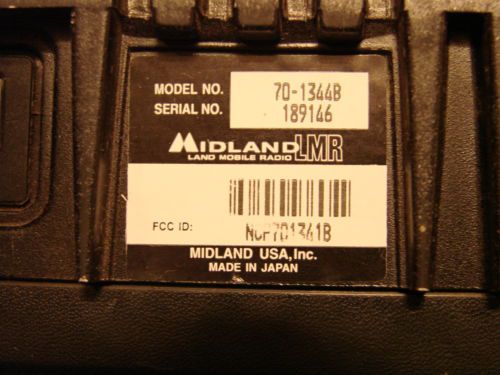 MODEL NO. 70-1344B
SERIAL NO. 189146
MIDLAND LMR
LAND MOBILE RADIO
FCC ID:
MIDLAND USA, Inc.
MADE IN JAPAN